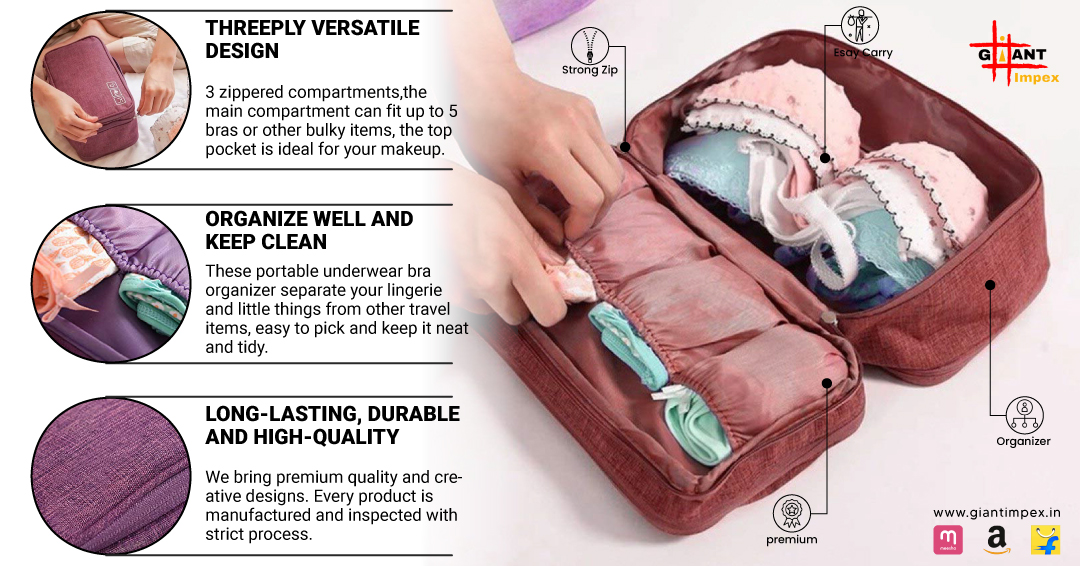 THREEPLY VERSATILE
DESIGN
3 zippered compartments,the
main compartment can fit up to 5
bras or other bulky items, the top
pocket is ideal for your makeup.
ORGANIZE WELL AND
KEEP CLEAN
These portable underwear bra
organizer separate your lingerie
and little things from other travel
items, easy to pick and keep it neat
and tidy.
LONG-LASTING, DURABLE
AND HIGH-QUALITY
We bring premium quality and cre-
ative designs. Every product is
manufactured and inspected with
strict process.
Strong Zip
Esay Carry
GIANT
Impex
Organizer
premium
www.giantimpex.in
m
meesho
a
f